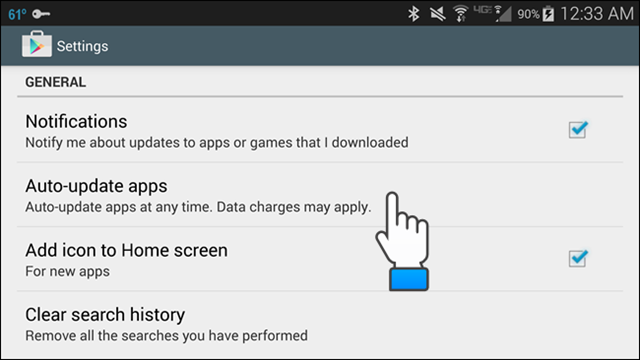 61° 4G LTE 90% 12:33 AM
Settings
GENERAL
Notifications
Notify me about updates to apps or games that I downloaded
Auto-update apps
Auto-update apps at any time. Data charges may apply.
Add icon to Home screen
For new apps
Clear search history
Remove all the searches you have performed